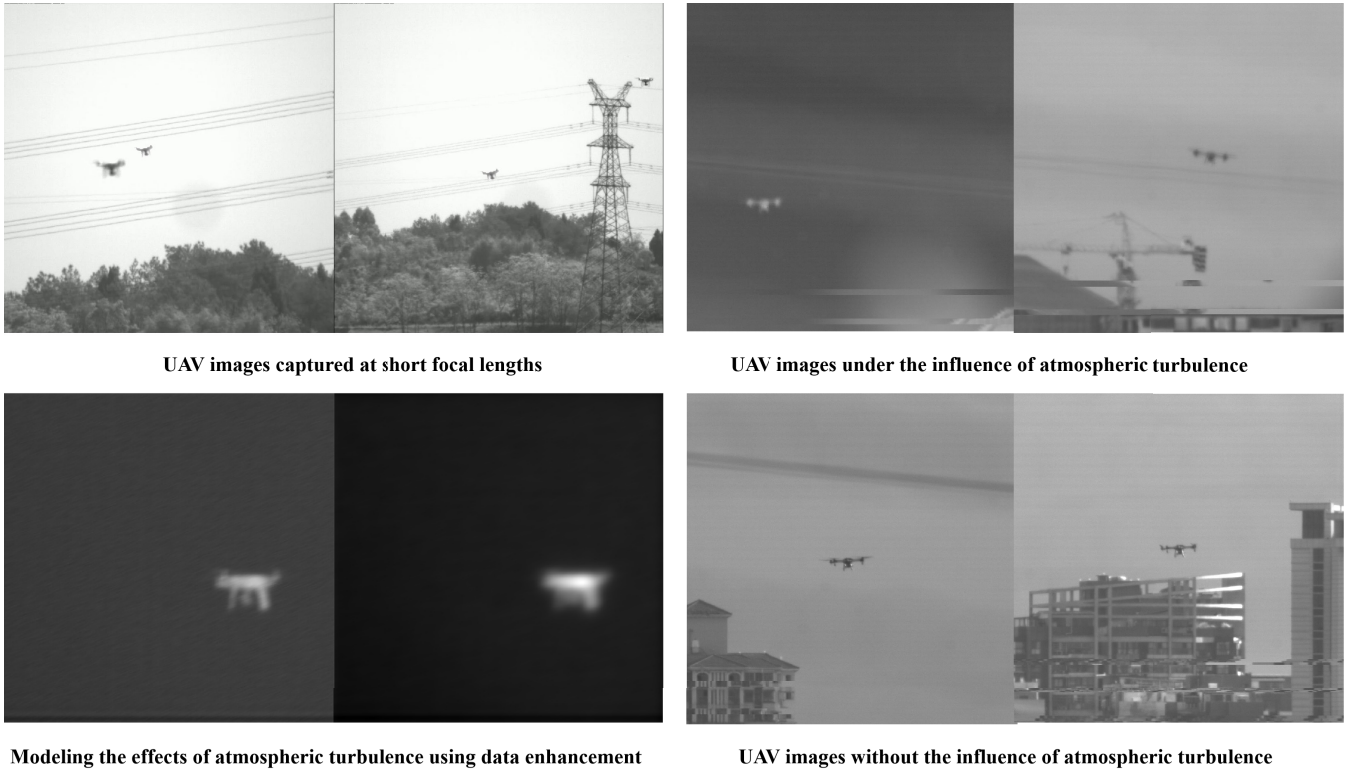 UAV images captured at short focal lengths
UAV images under the influence of atmospheric turbulence
Modeling the effects of atmospheric turbulence using data enhancement
UAV images without the influence of atmospheric turbulence